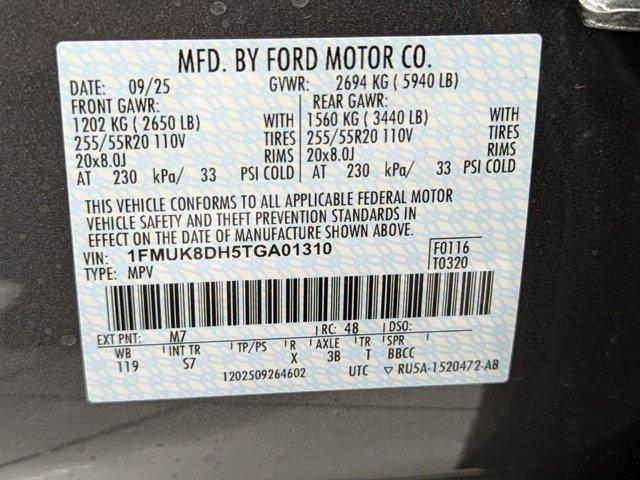 MFD. BY FORD MOTOR CO.
DATE: 09/25 GVWR: 2694 KG ( 5940 LB)
FRONT GAWR: REAR GAWR:
1202 KG ( 2650 LB) WITH 1560 KG ( 3440 LB) WITH
255/55R20 110V TIRES 255/55R20 110V TIRES
20x8.0J RIMS 20x8.0J RIMS
AT 230 kPa/ 33 PSI COLD AT 230 kPa/ 33 PSI COLD
THIS VEHICLE CONFORMS TO ALL APPLICABLE FEDERAL MOTOR
VEHICLE SAFETY AND THEFT PREVENTION STANDARDS IN
EFFECT ON THE DATE OF MANUFACTURE SHOWN ABOVE.
VIN: 1FMUK8DH5TGA01310 F0116
TYPE: MPV T0320
EXT PNT: M7 RC: 48 DSO:
WB INT TR TP/PS R AXLE TR SPR
119 S7 X 3B T BBCC
1202509264602 UTC ▽ RU5A-1520472-AB